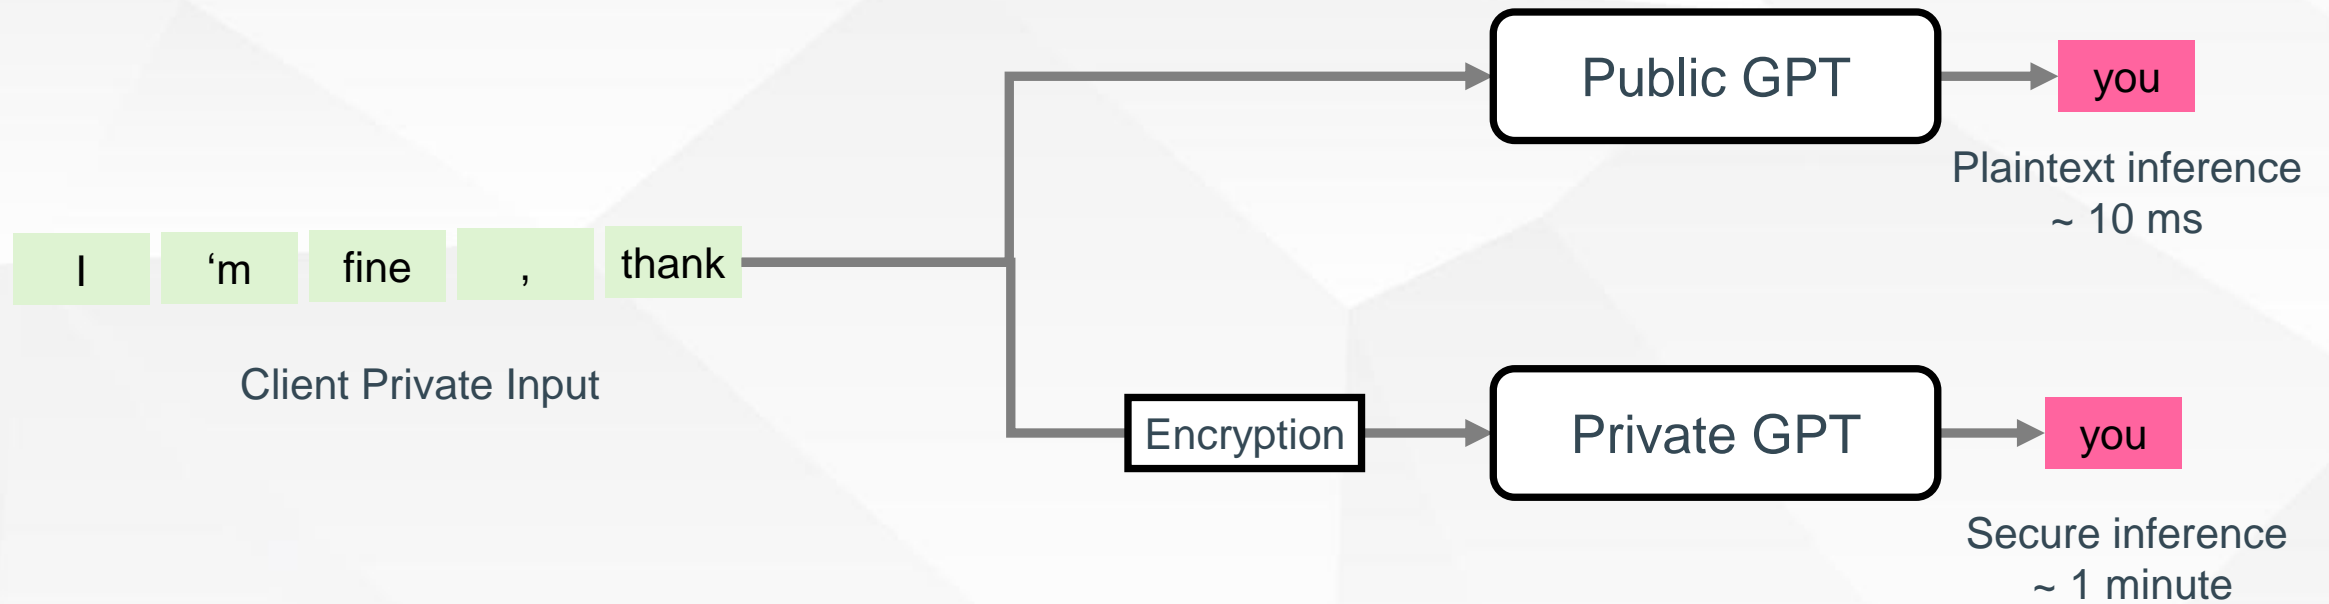 Public GPT
you
Plaintext inference
~ 10 ms
I ‘m fine , thank
Client Private Input
Encryption
Private GPT
you
Secure inference
~ 1 minute